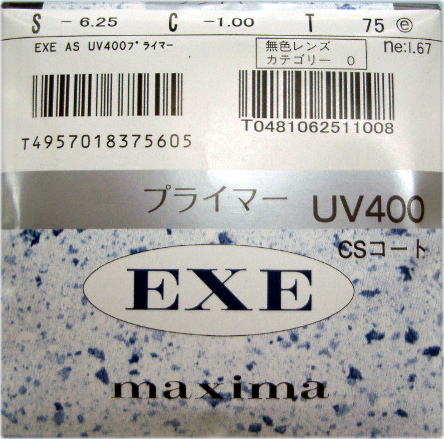 S - 6.25 C -1.00 T 75 ⓔ
EXE AS UV400ﾌﾟﾗｲﾏｰ
無色レンズ
カテゴリー 0
ne:1.67
T4957018375605
T0481062511008
プライマー UV400
CSコート
EXE
maxima